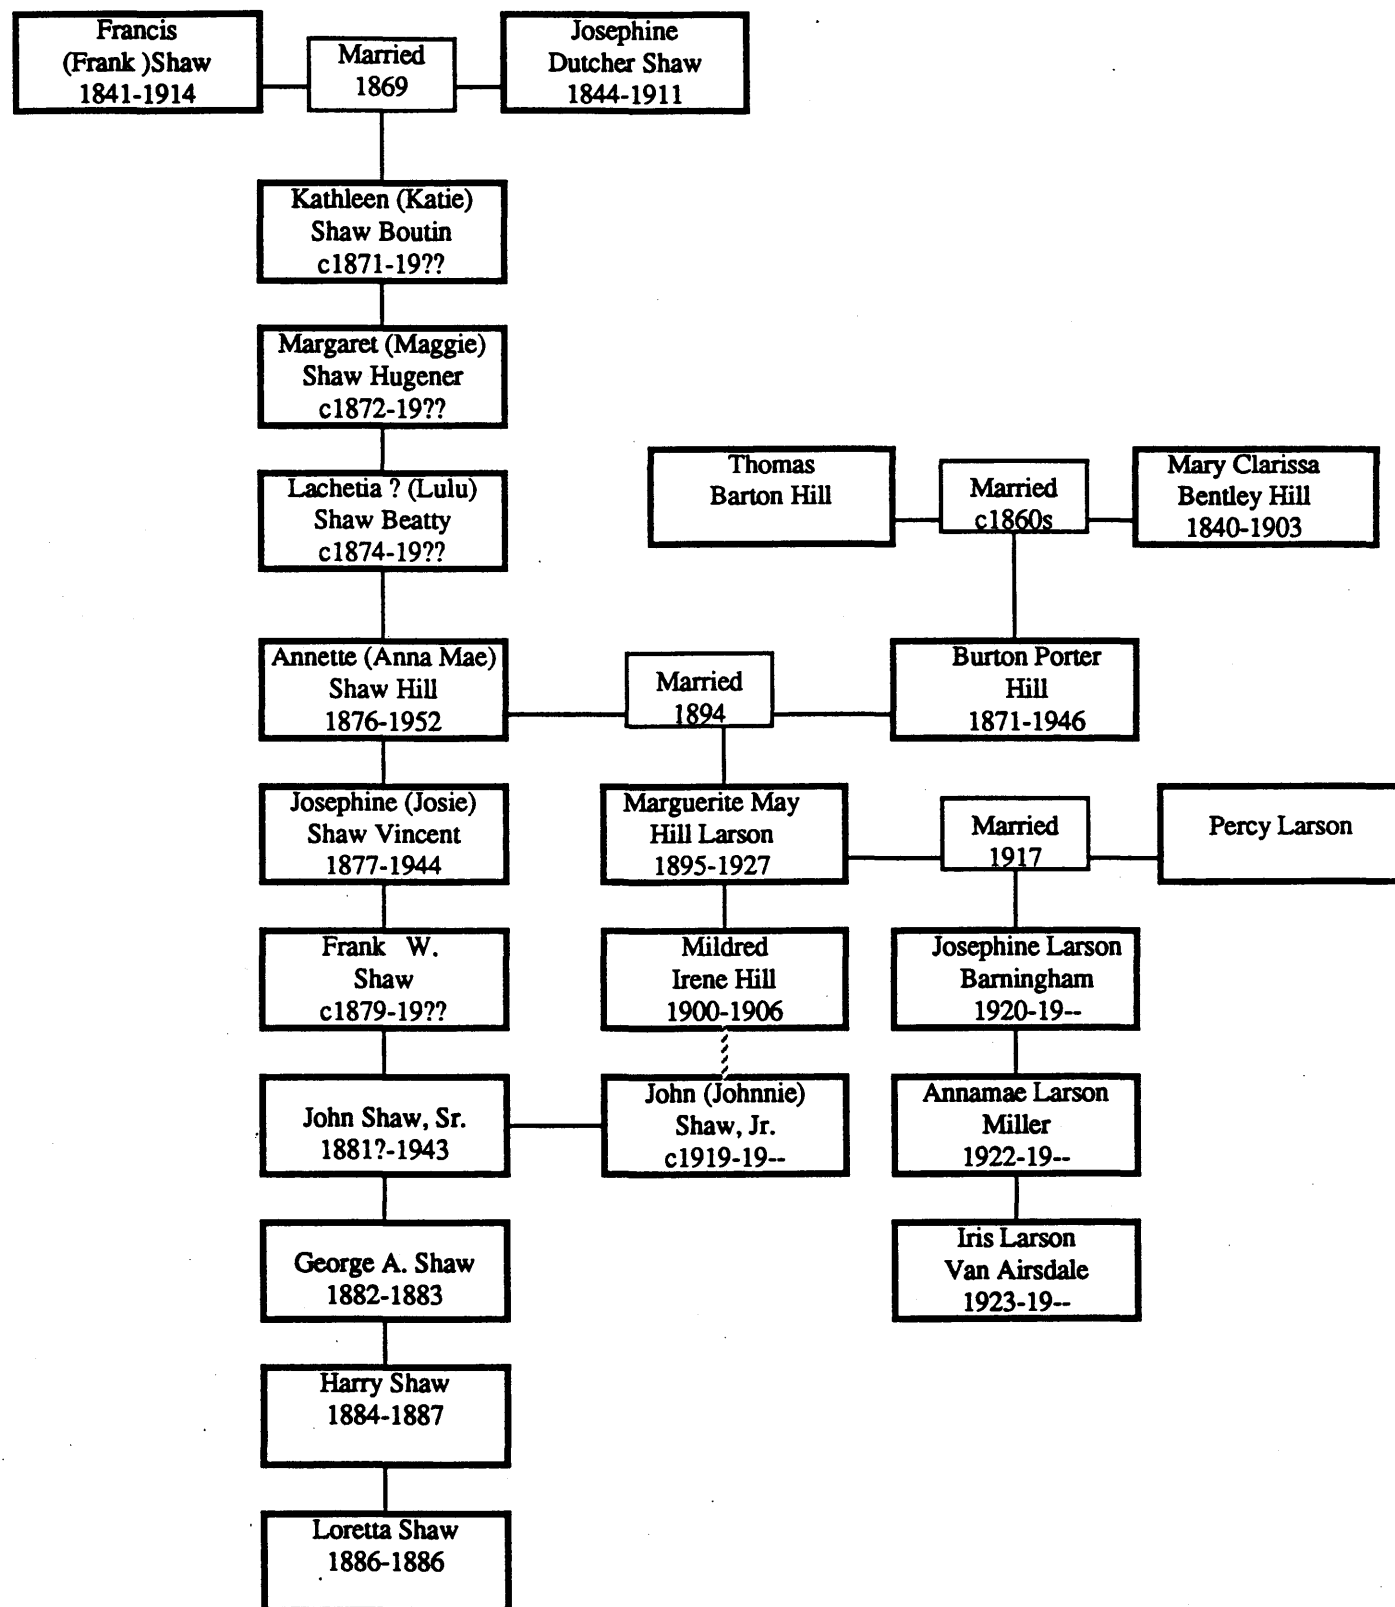 Francis
(Frank )Shaw
1841-1914
Married
1869
Josephine
Dutcher Shaw
1844-1911
Kathleen (Katie)
Shaw Boutin
c1871-19??
Margaret (Maggie)
Shaw Hugener
c1872-19??
Lachetia ? (Lulu)
Shaw Beatty
c1874-19??
Thomas
Barton Hill
Married
c1860s
Mary Clarissa
Bentley Hill
1840-1903
Annette (Anna Mae)
Shaw Hill
1876-1952
Married
1894
Burton Porter
Hill
1871-1946
Josephine (Josie)
Shaw Vincent
1877-1944
Marguerite May
Hill Larson
1895-1927
Married
1917
Percy Larson
Frank W.
Shaw
c1879-19??
Mildred
Irene Hill
1900-1906
Josephine Larson
Barningham
1920-19--
John Shaw, Sr.
1881?-1943
John (Johnnie)
Shaw, Jr.
c1919-19--
Annamae Larson
Miller
1922-19--
George A. Shaw
1882-1883
Iris Larson
Van Airsdale
1923-19--
Harry Shaw
1884-1887
Loretta Shaw
1886-1886